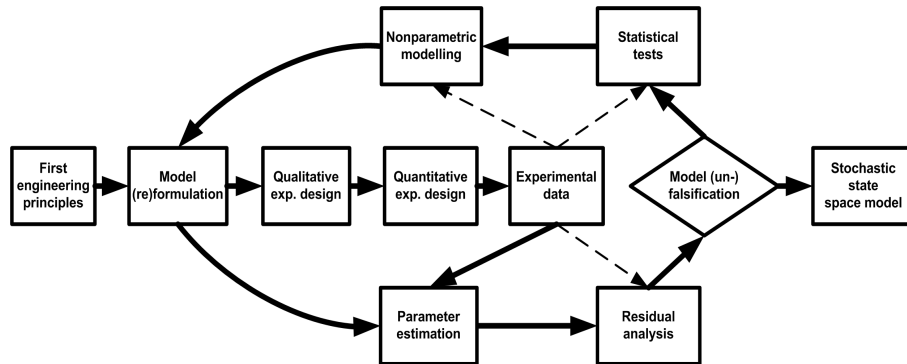 Nonparametric
modelling
Statistical
tests
First
engineering
principles
Model
(re)formulation
Qualitative
exp. design
Quantitative
exp. design
Experimental
data
Model (un-)
falsification
Stochastic
state
space model
Parameter
estimation
Residual
analysis